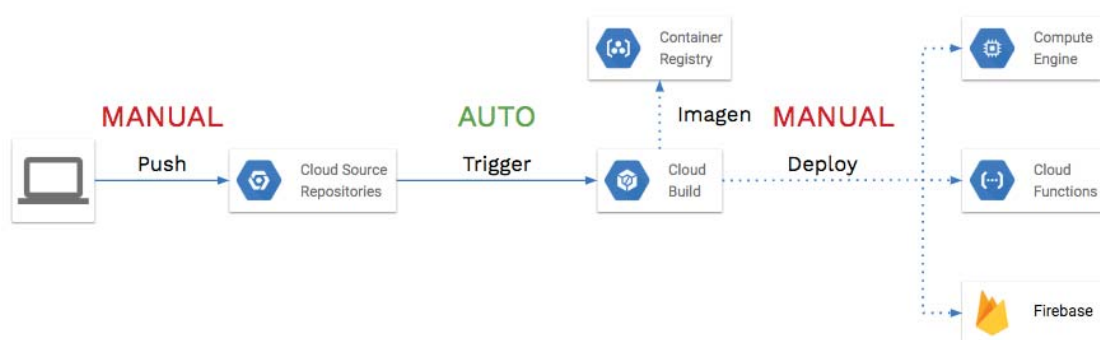 Container
Registry
Compute
Engine
MANUAL
AUTO
Imagen
MANUAL
Push
Cloud Source
Repositories
Trigger
Cloud
Build
Deploy
Cloud
Functions
Firebase